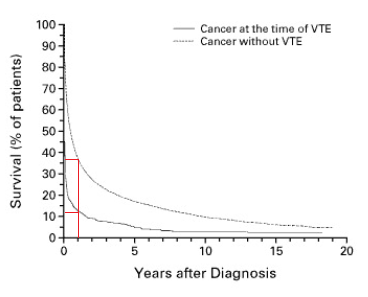 Cancer at the time of VTE
Cancer without VTE
Survival (% of patients)
100
90
80
70
60
50
40
30
20
10
0
0 5 10 15 20
Years after Diagnosis